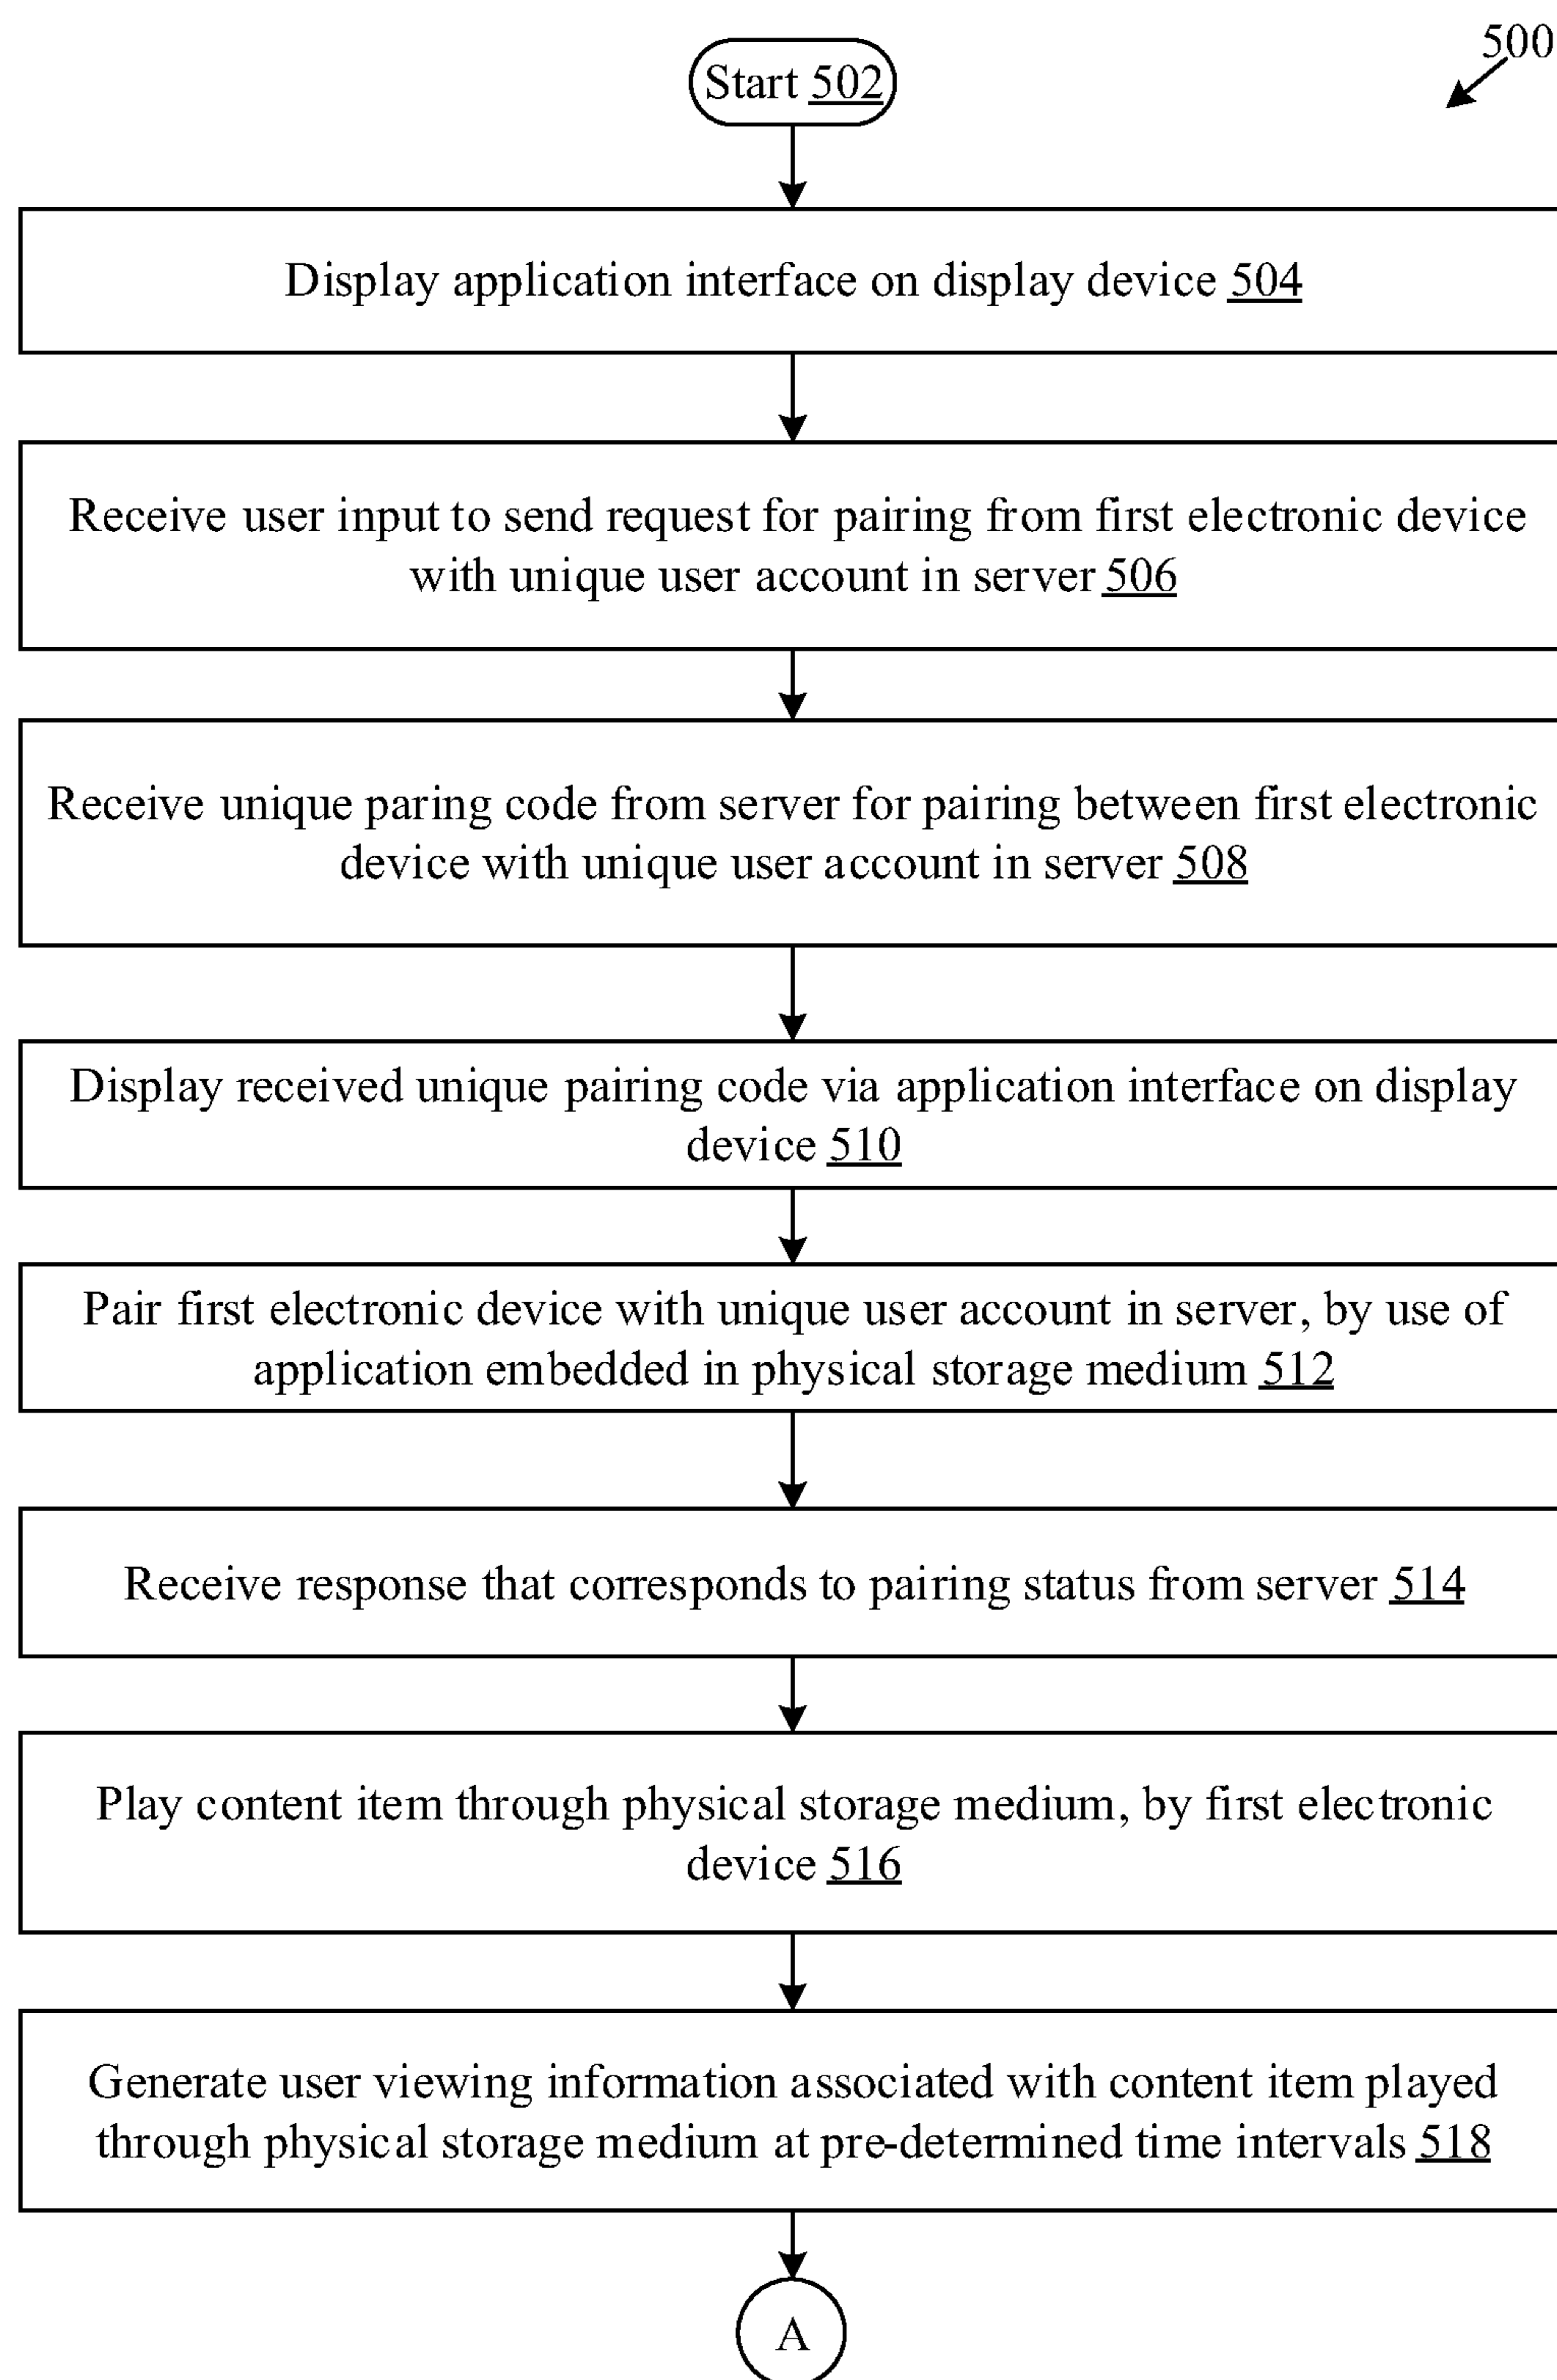 500
Start 502
Display application interface on display device 504
Receive user input to send request for pairing from first electronic device
with unique user account in server 506
Receive unique paring code from server for pairing between first electronic
device with unique user account in server 508
Display received unique pairing code via application interface on display
device 510
Pair first electronic device with unique user account in server, by use of
application embedded in physical storage medium 512
Receive response that corresponds to pairing status from server 514
Play content item through physical storage medium, by first electronic
device 516
Generate user viewing information associated with content item played
through physical storage medium at pre-determined time intervals 518
A